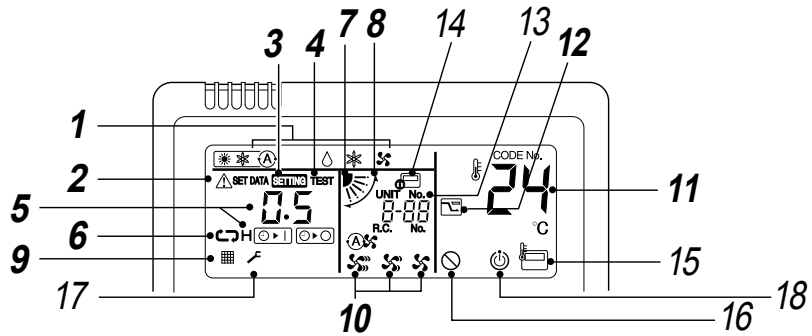 3 4 7 8 14 13 12
1
CODE No.
A
2 SET DATA SETTING TEST
UNIT No.
24 11
5 0.5
8-88
°C
R.C. No.
6 H
A
9
15
17 10 16 18